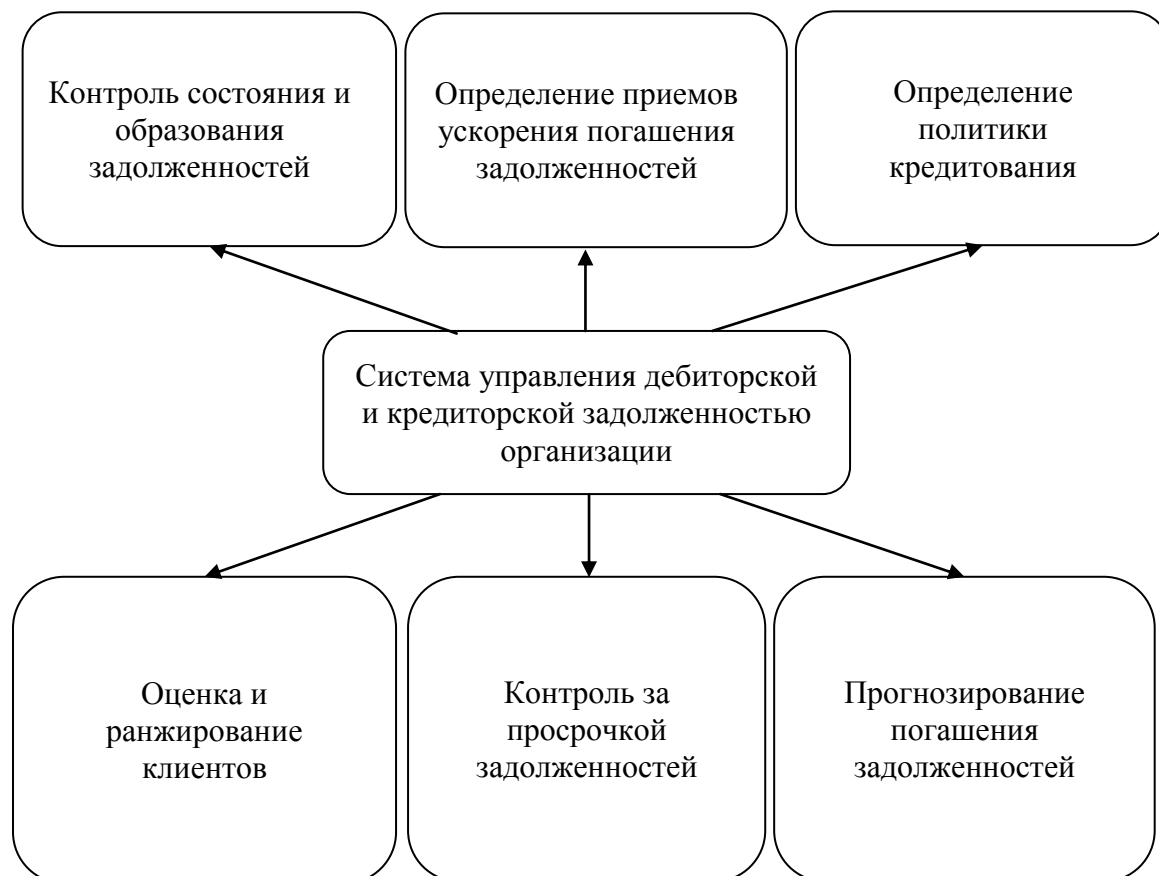 Контроль состояния и
образования
задолженностей
Определение приемов
ускорения погашения
задолженностей
Определение
политики
кредитования
Система управления дебиторской
и кредиторской задолженностью
организации
Оценка и
ранжирование
клиентов
Контроль за
просрочкой
задолженностей
Прогнозирование
погашения
задолженностей